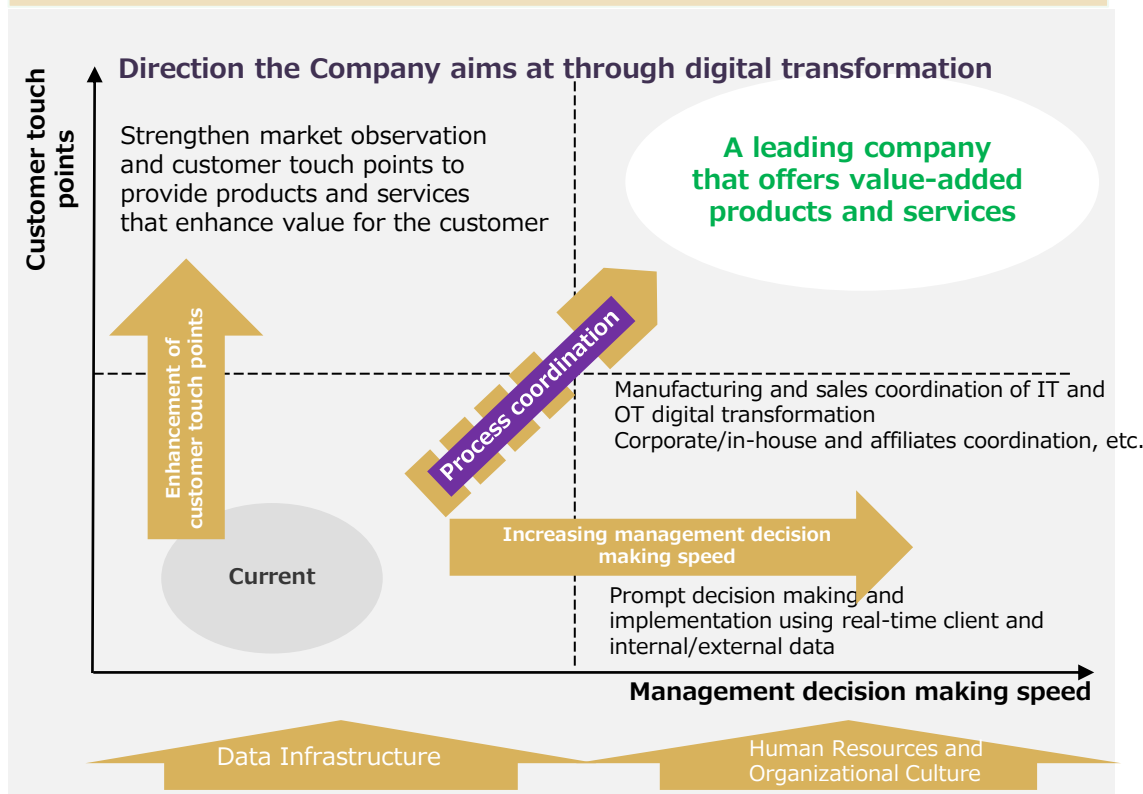 Direction the Company aims at through digital transformation
Customer touch
points
Strengthen market observation
and customer touch points to
provide products and services
that enhance value for the customer
A leading company
that offers value-added
products and services
Enhancement of
customer touch points
Process coordination
Manufacturing and sales coordination of IT and
OT digital transformation
Corporate/in-house and affiliates coordination, etc.
Increasing management decision
making speed
Current
Prompt decision making and
implementation using real-time client and
internal/external data
Management decision making speed
Data Infrastructure
Human Resources and
Organizational Culture